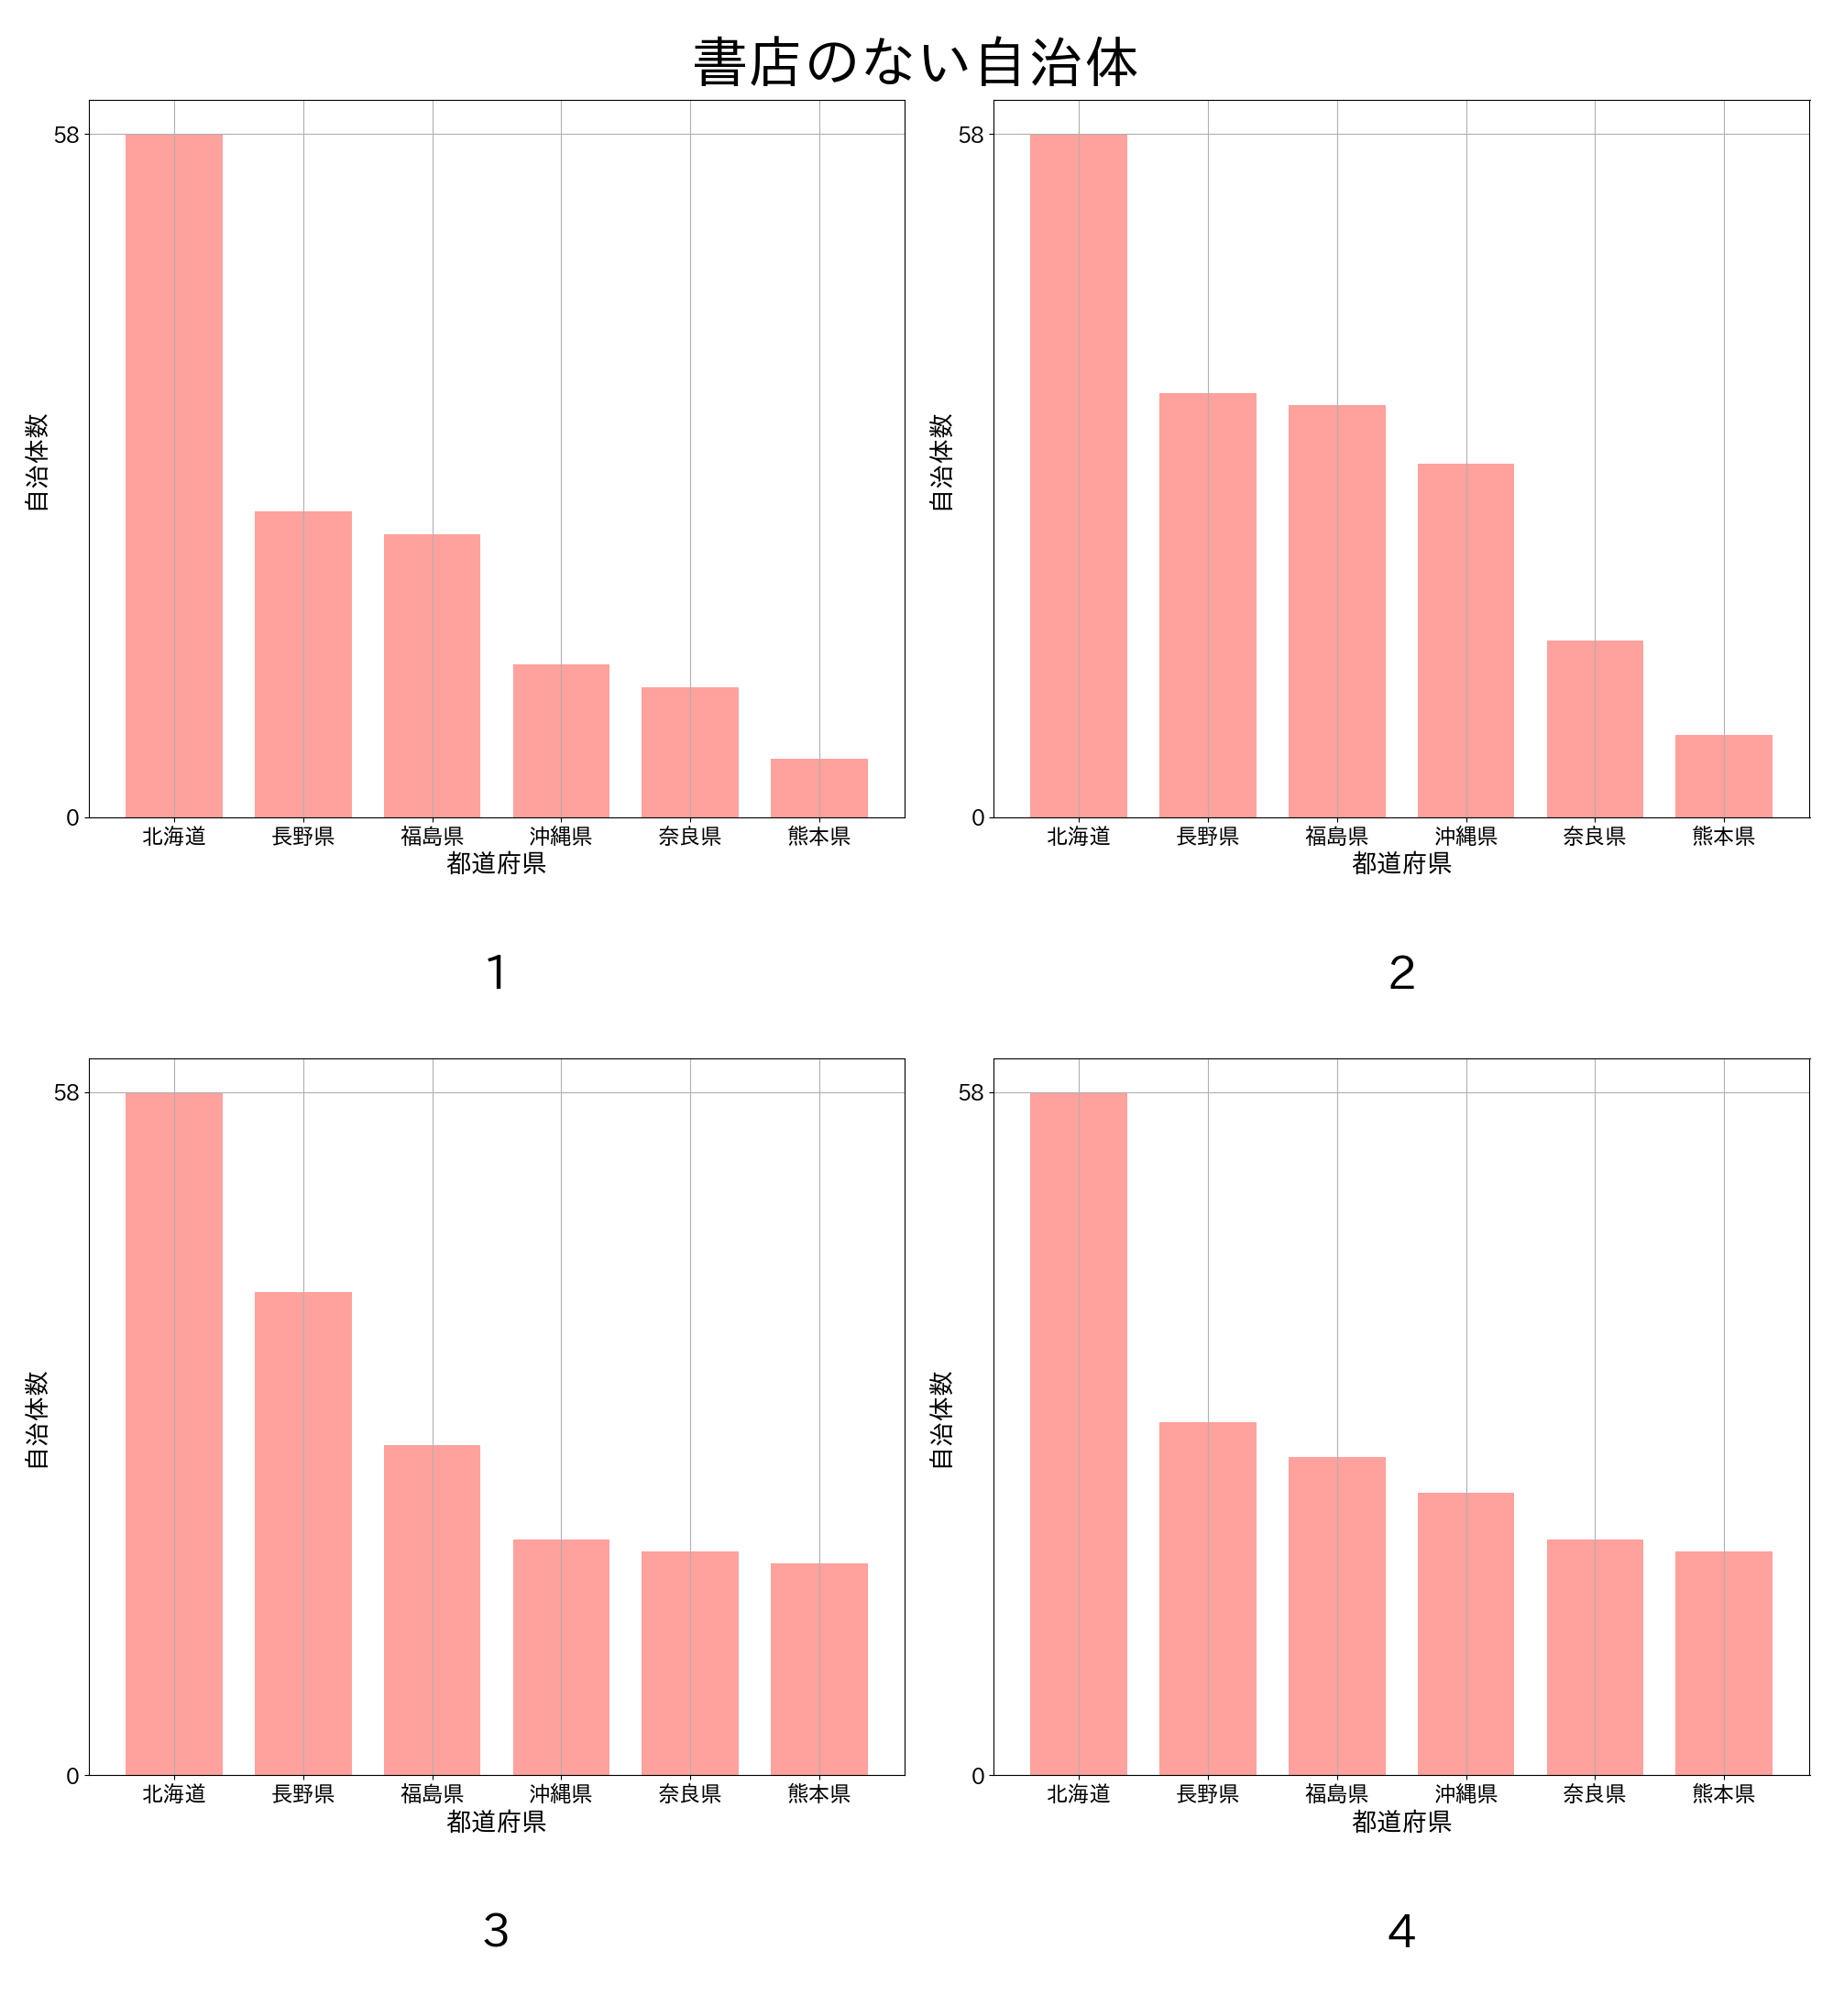 書店のない自治体
58
0
自治体数
北海道 長野県 福島県 沖縄県 奈良県 熊本県
都道府県
1
58
0
自治体数
北海道 長野県 福島県 沖縄県 奈良県 熊本県
都道府県
2
58
0
自治体数
北海道 長野県 福島県 沖縄県 奈良県 熊本県
都道府県
3
58
0
自治体数
北海道 長野県 福島県 沖縄県 奈良県 熊本県
都道府県
4